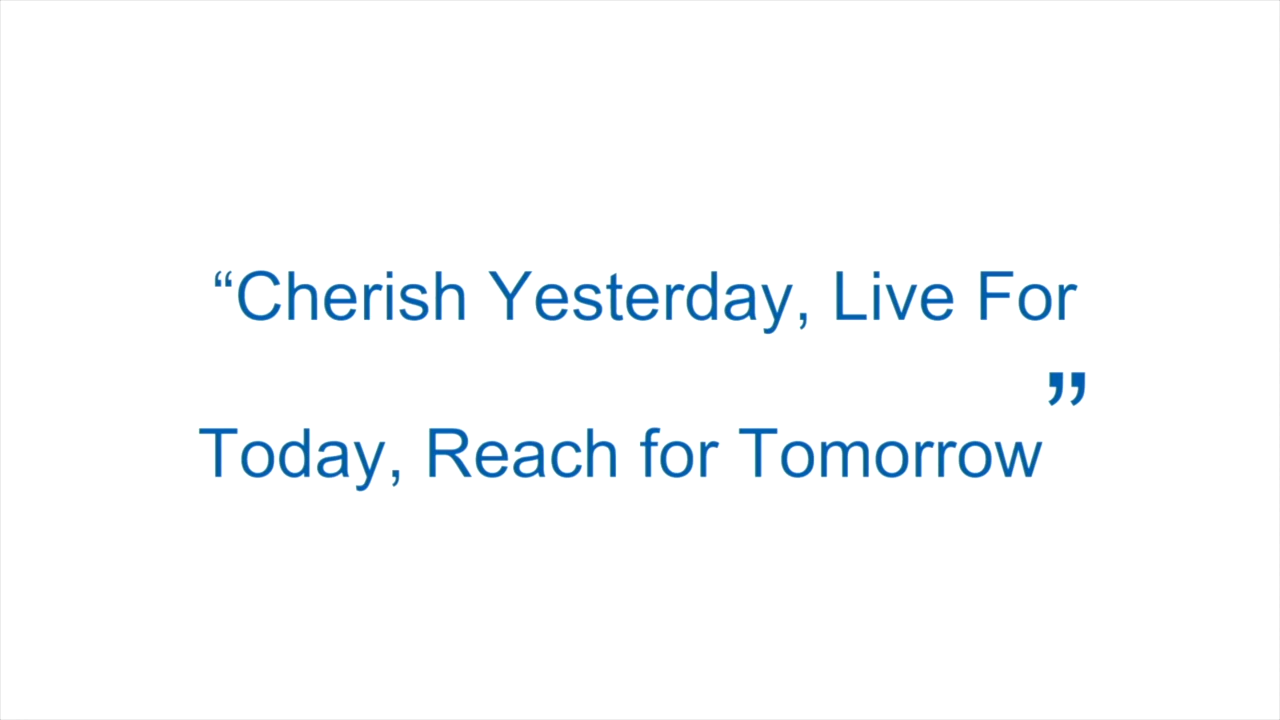 “Cherish Yesterday, Live For
Today, Reach for Tomorrow”